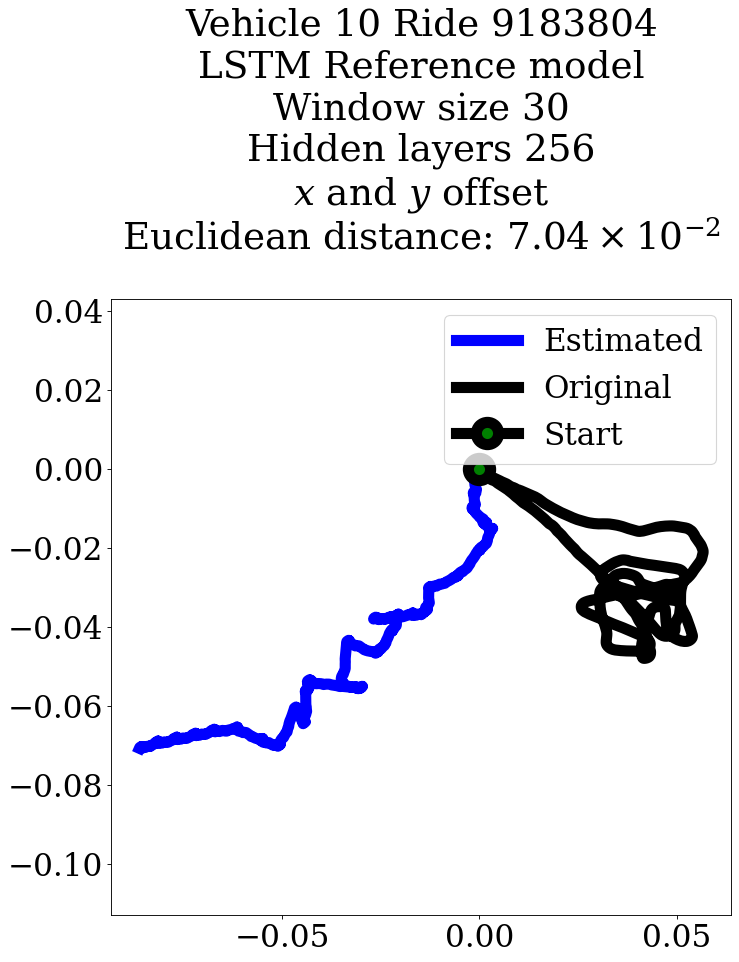 Vehicle 10 Ride 9183804
LSTM Reference model
Window size 30
Hidden layers 256
x and y offset
Euclidean distance: 7.04 × 10⁻²
Estimated
Original
Start
0.04
0.02
0.00
−0.02
−0.04
−0.06
−0.08
−0.10
−0.05 0.00 0.05